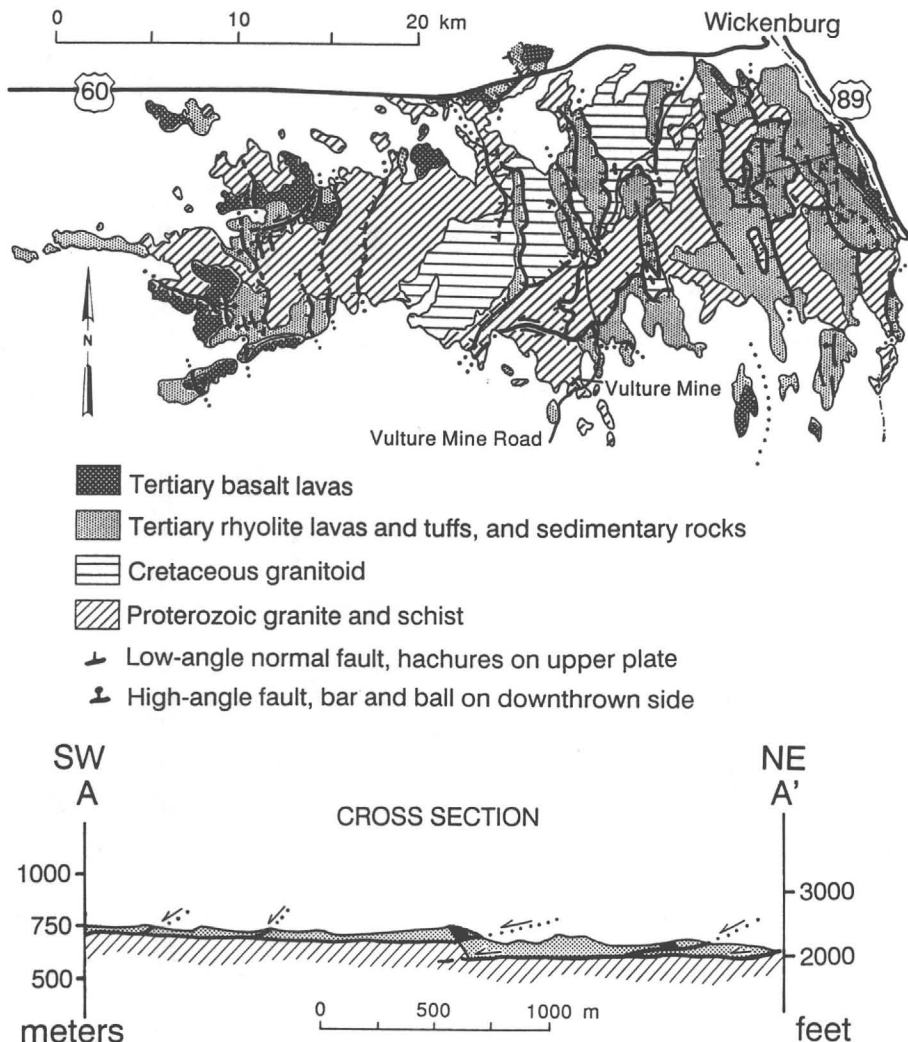 0 10 20 km
Wickenburg
60
89
N
Vulture Mine
Vulture Mine Road
Tertiary basalt lavas
Tertiary rhyolite lavas and tuffs, and sedimentary rocks
Cretaceous granitoid
Proterozoic granite and schist
Low-angle normal fault, hachures on upper plate
High-angle fault, bar and ball on downthrown side
SW NE
A A'
CROSS SECTION
1000
3000
750
2000
500
0 500 1000 m
meters feet